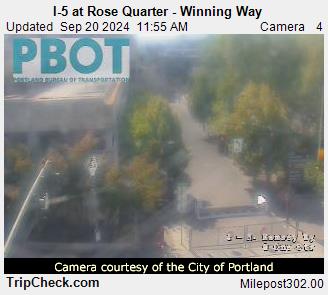 I-5 at Rose Quarter - Winning Way
Updated Sep 20 2024 11:55 AM Camera 4
PBOT
PORTLAND BUREAU OF TRANSPORTATION
Camera courtesy of the City of Portland
TripCheck.com Milepost302.00